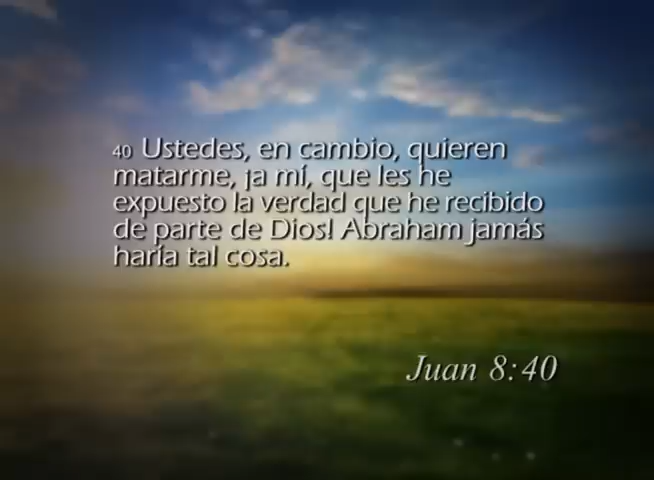 40 Ustedes, en cambio, quieren
matarme, ¡a mí, que les he
expuesto la verdad que he recibido
de parte de Dios! Abraham jamás
haría tal cosa.
Juan 8:40